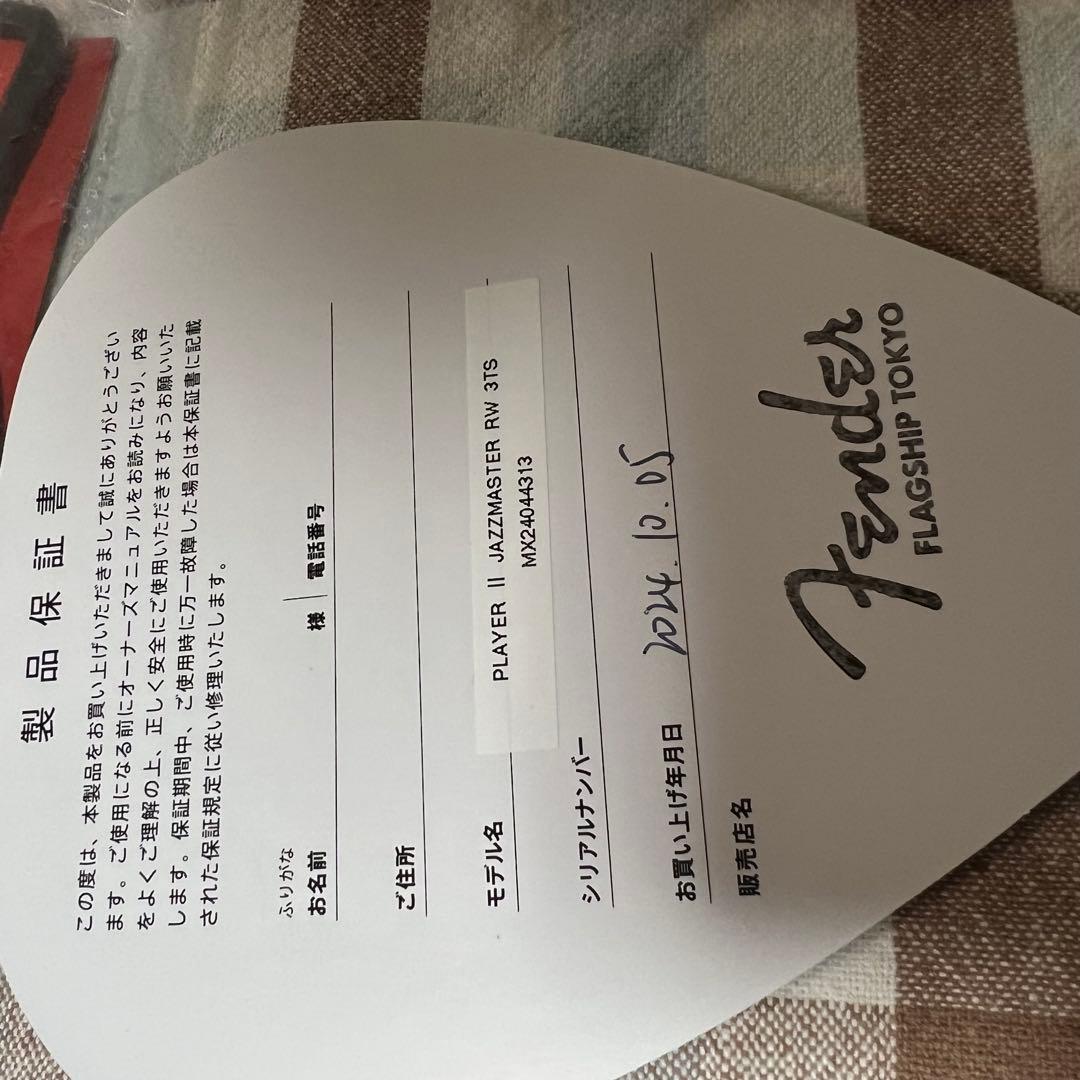 製品保証書
この度は、本製品をお買い上げいただきまして誠にありがとうござい
ます。ご使用になる前にオーナーズマニュアルをお読みになり、内容
をよくご理解の上、正しく安全にご使用いただきますようお願いいた
します。保証期間中、ご使用時に万一故障した場合は本保証書に記載
された保証規定に従い修理いたします。
ふりがな
お名前 様 電話番号
ご住所
モデル名 PLAYER II JAZZMASTER RW 3TS
MX24044313
シリアルナンバー
お買い上げ年月日 2024.10.05
販売店名
Fender
FLAGSHIP TOKYO